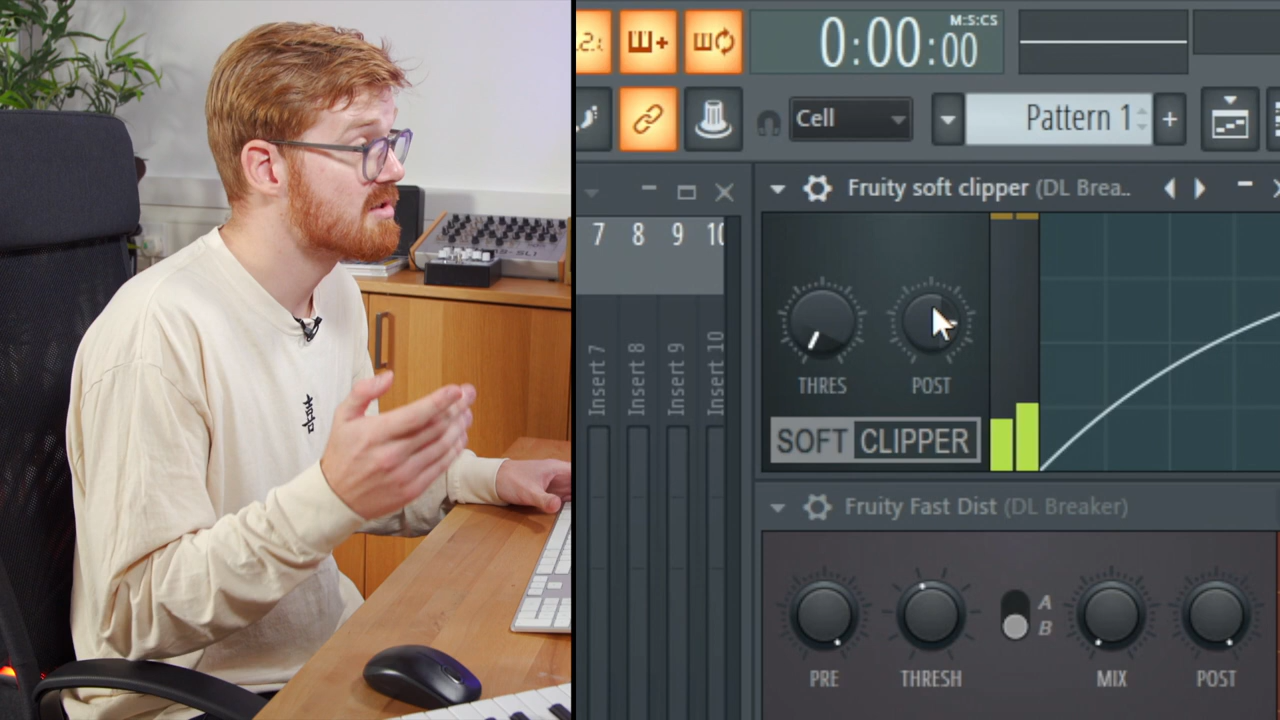 喜
M:S:CS
0:00:00
Cell
Pattern 1
+
Fruity soft clipper (DL Brea..
7 8 9 10
Insert 7
Insert 8
Insert 9
Insert 10
THRES POST
SOFT CLIPPER
Fruity Fast Dist (DL Breaker)
A
B
PRE THRESH MIX POST